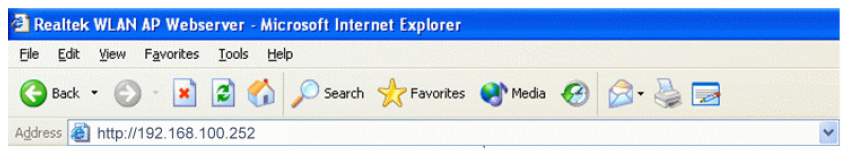 Realtek WLAN AP Webserver - Microsoft Internet Explorer
File Edit View Favorites Tools Help
Back Search Favorites Media
Address http://192.168.100.252